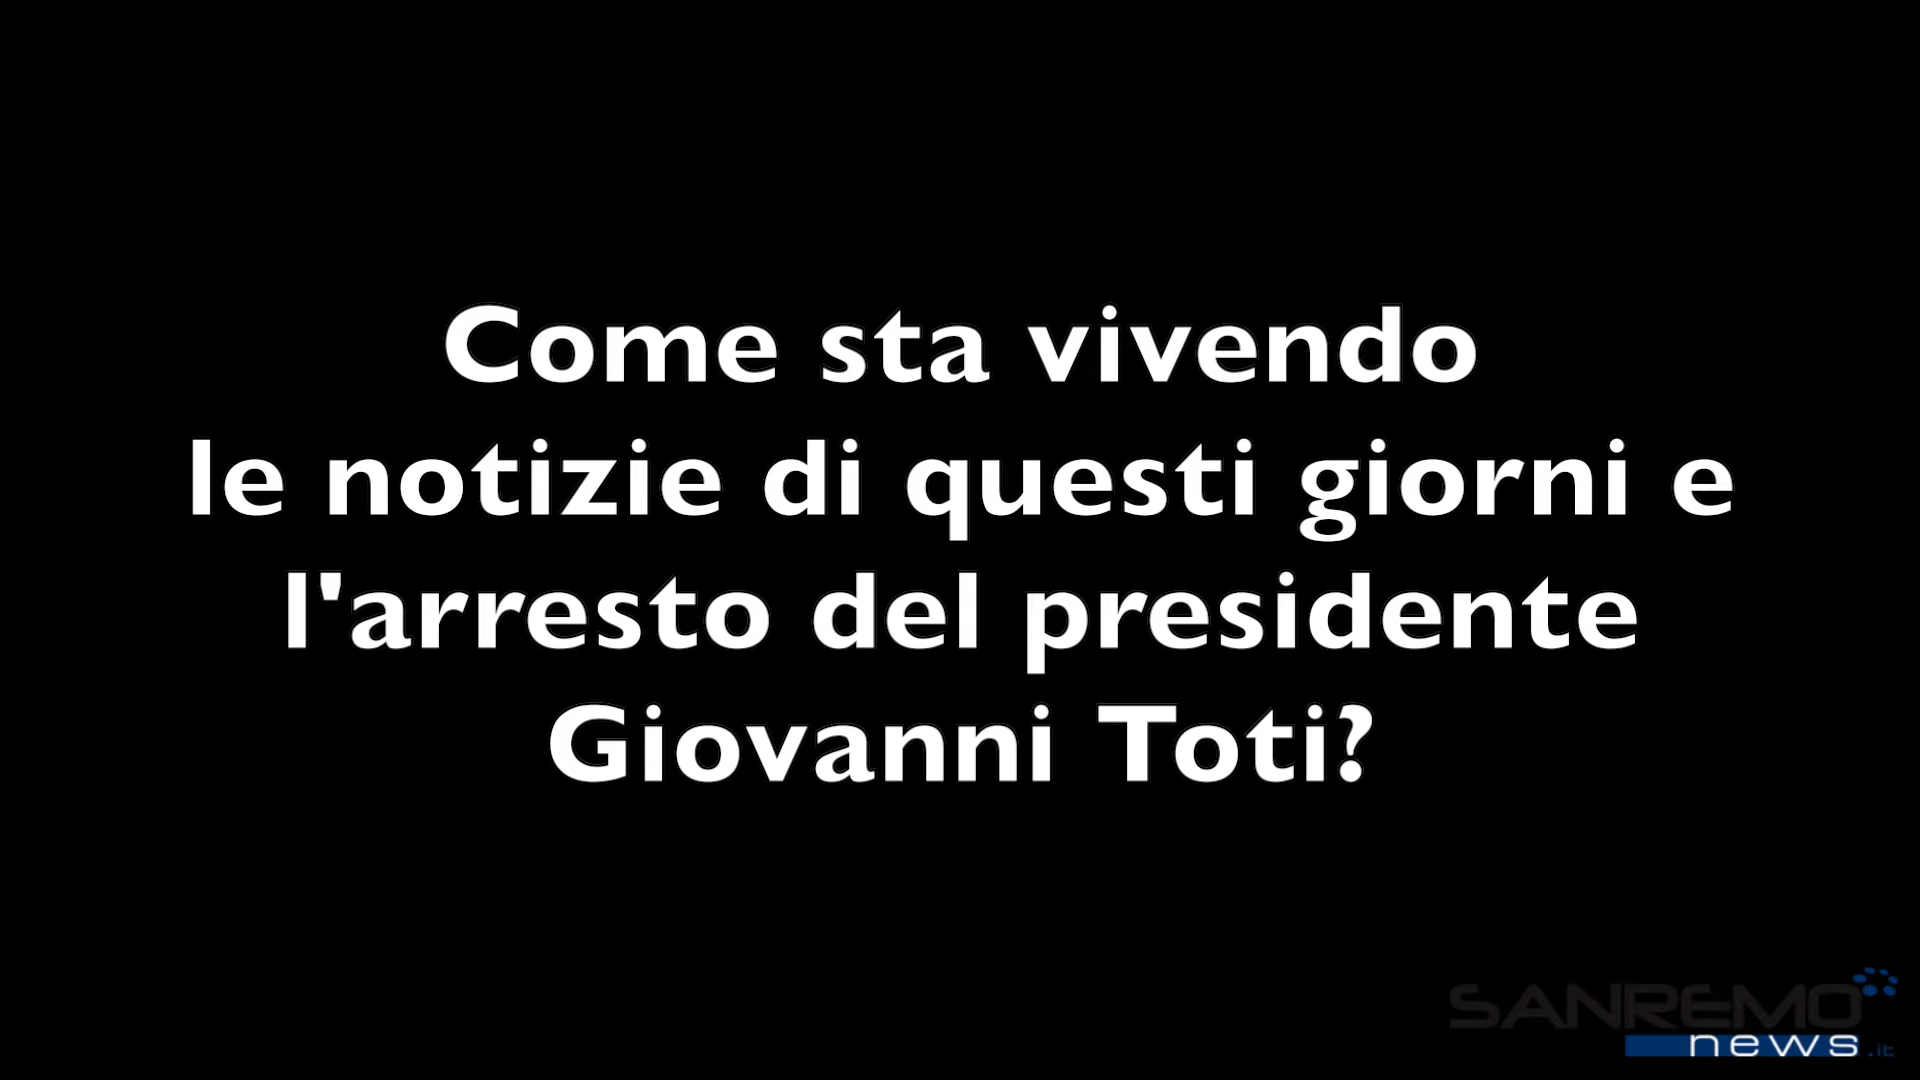 Come sta vivendo
le notizie di questi giorni e
l'arresto del presidente
Giovanni Toti?
SANREMO
news.it